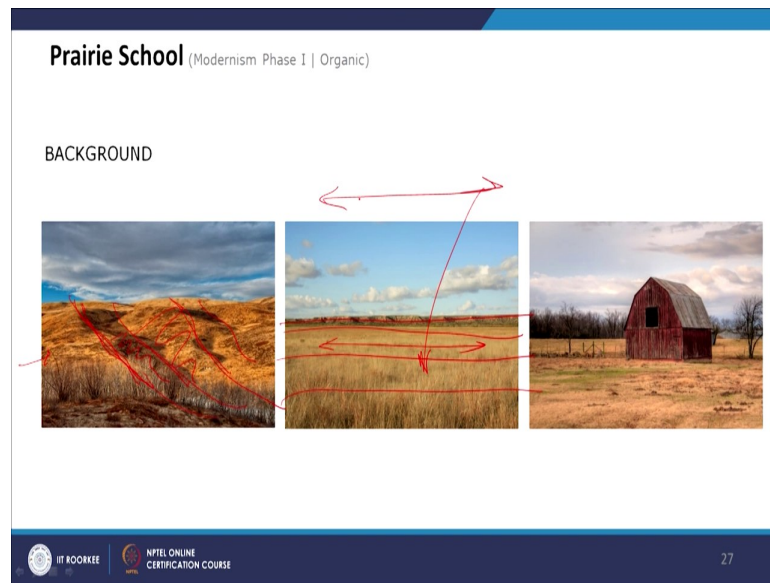 Prairie School (Modernism Phase I | Organic)
BACKGROUND
IIT ROORKEE
NPTEL ONLINE
CERTIFICATION COURSE
27